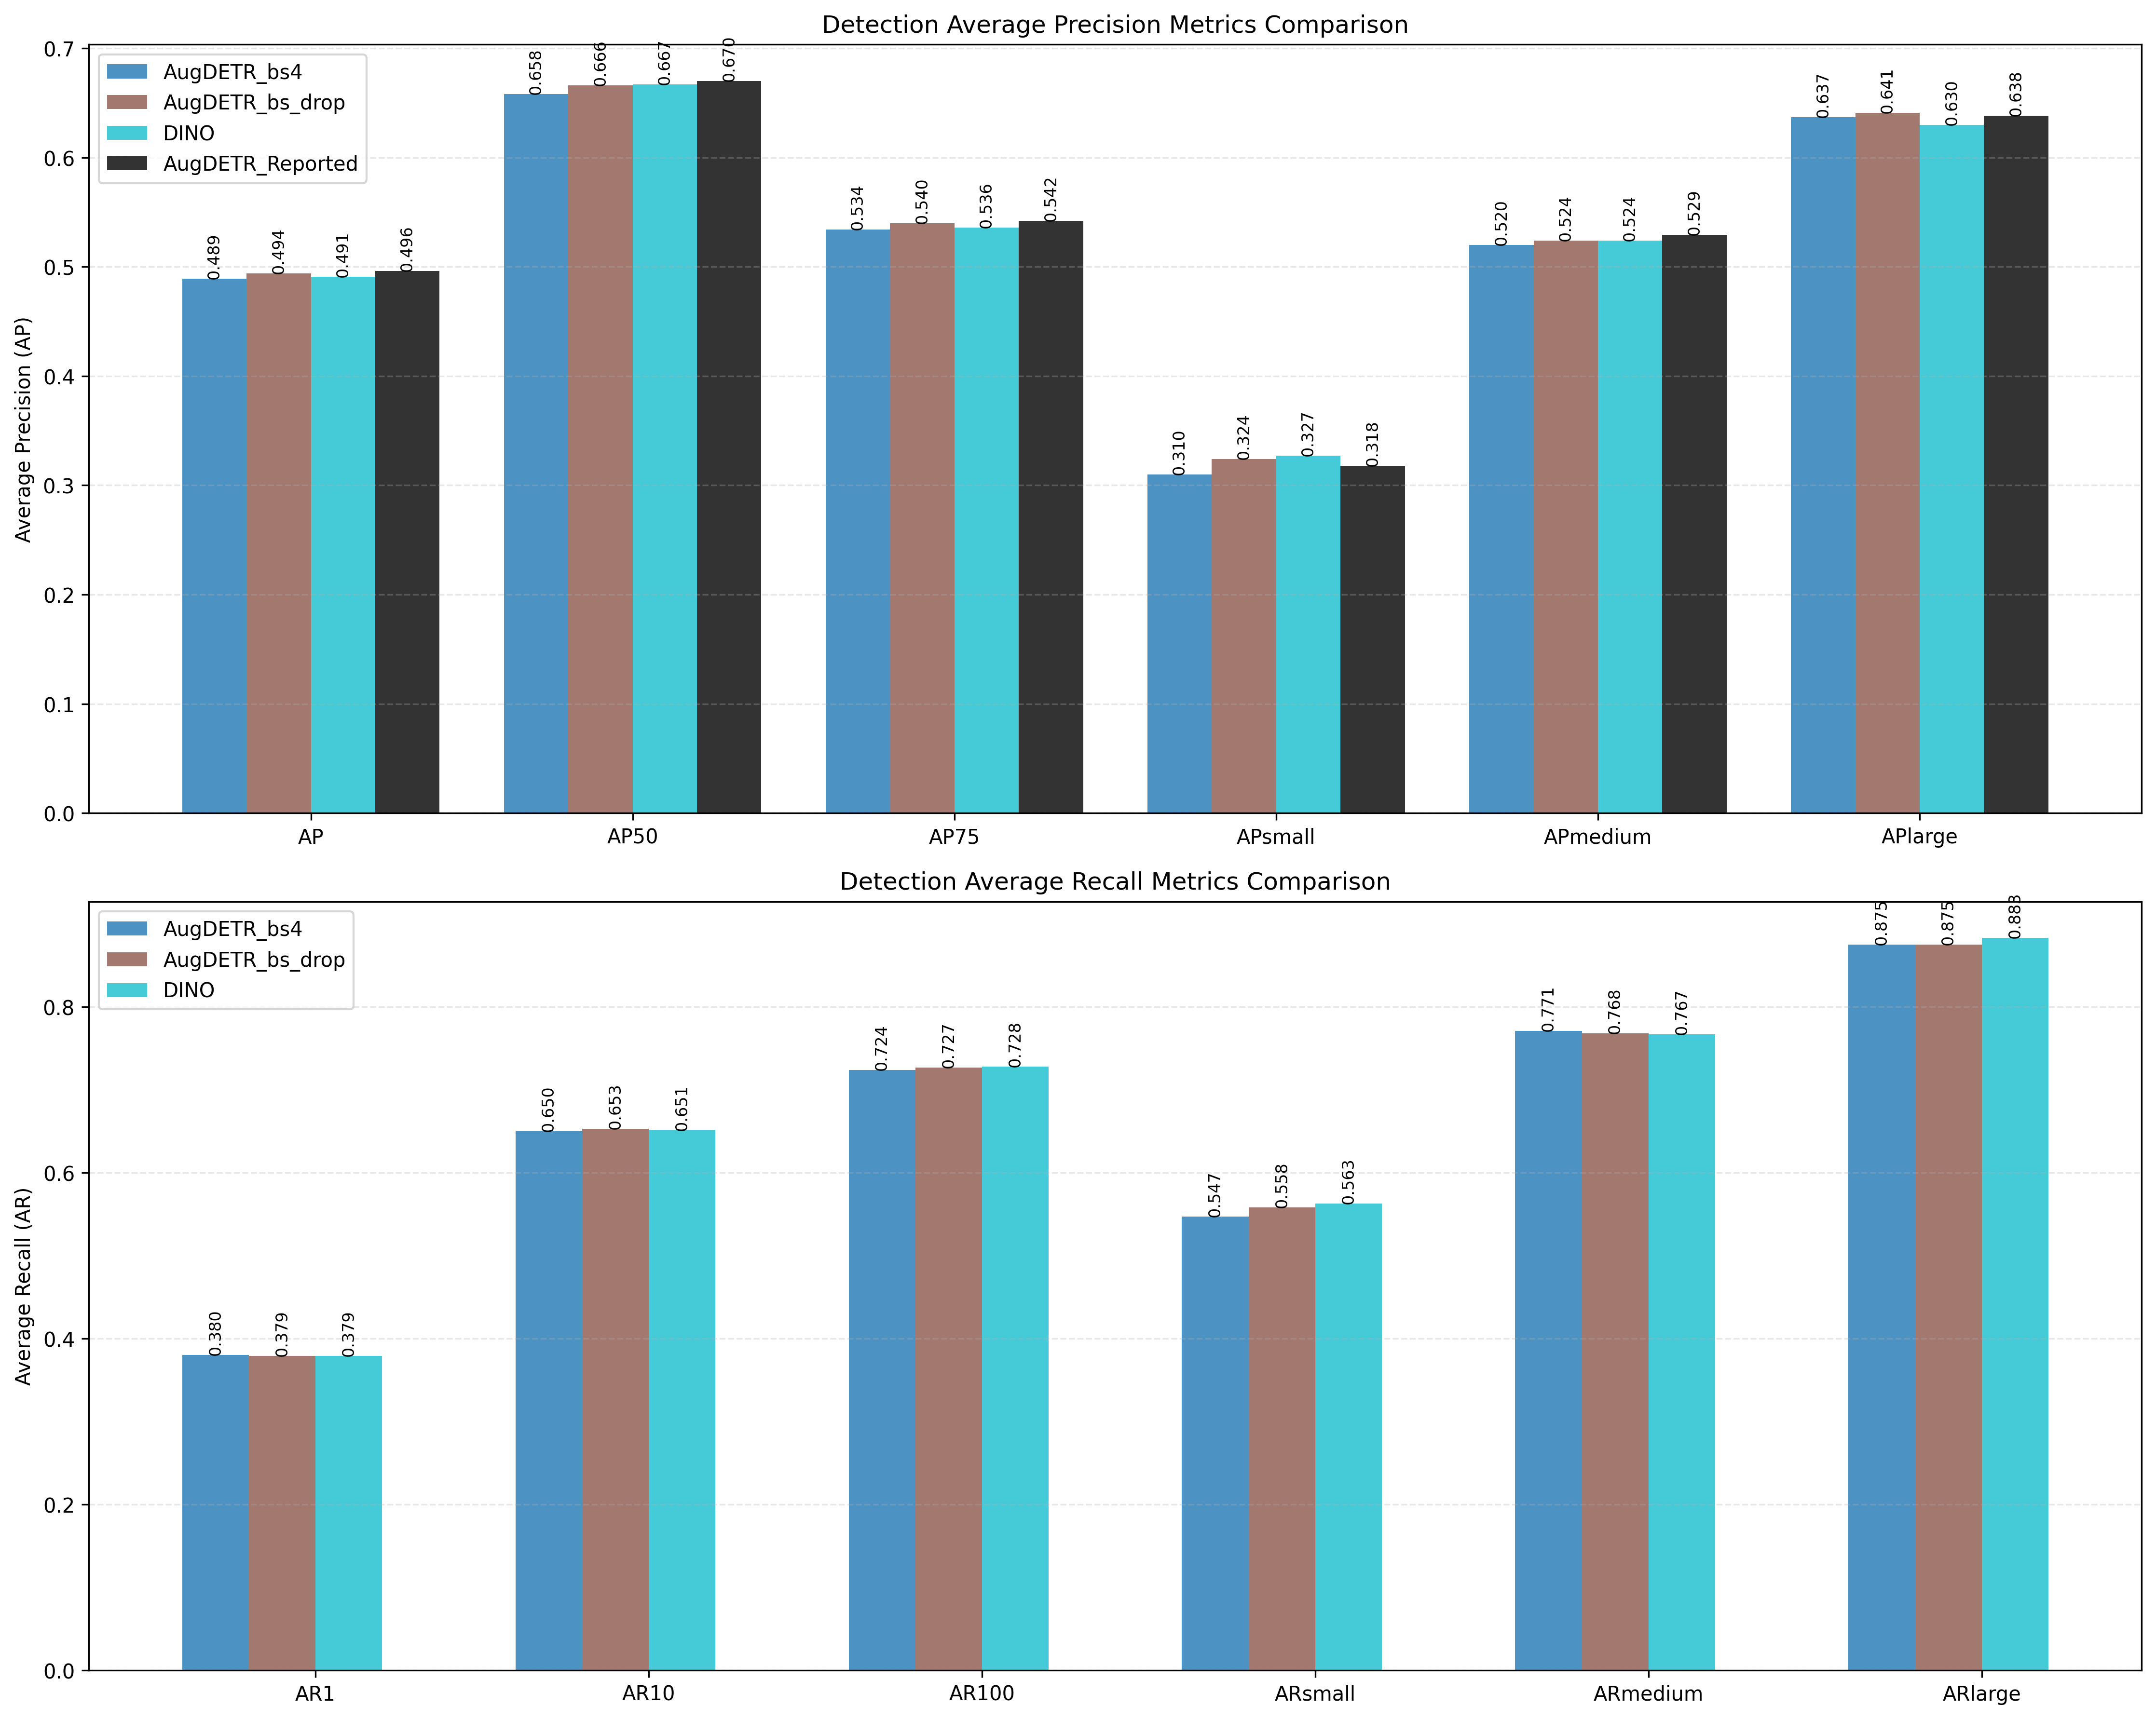 Detection Average Precision Metrics Comparison
AugDETR_bs4
AugDETR_bs_drop
DINO
AugDETR_Reported
Average Precision (AP)
0.7
0.6
0.5
0.4
0.3
0.2
0.1
0.0
0.489
0.494
0.491
0.496
0.658
0.666
0.667
0.670
0.534
0.540
0.536
0.542
0.310
0.324
0.327
0.318
0.520
0.524
0.524
0.529
0.637
0.641
0.630
0.638
AP
AP50
AP75
APsmall
APmedium
APlarge
Detection Average Recall Metrics Comparison
AugDETR_bs4
AugDETR_bs_drop
DINO
Average Recall (AR)
0.8
0.6
0.4
0.2
0.0
0.380
0.379
0.379
0.650
0.653
0.651
0.724
0.727
0.728
0.547
0.558
0.563
0.771
0.768
0.767
0.875
0.875
0.883
AR1
AR10
AR100
ARsmall
ARmedium
ARlarge